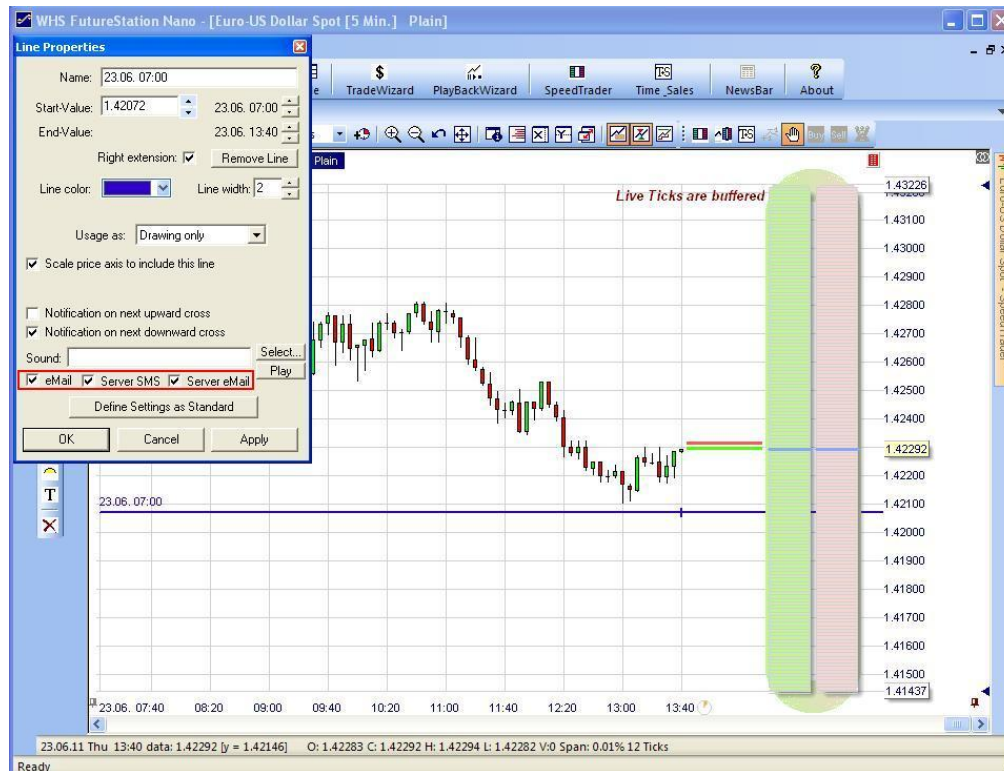 WHS FutureStation Nano - [Euro-US Dollar Spot [5 Min.] Plain]
Line Properties
Name: 23.06. 07:00
Start-Value: 1.42072 23.06. 07:00
End-Value: 23.06. 13:40
Right extension: Remove Line
Line color: Line width: 2
Usage as: Drawing only
Scale price axis to include this line
Notification on next upward cross
Notification on next downward cross
Sound: Select...
Play
eMail Server SMS Server eMail
Define Settings as Standard
OK Cancel Apply
TradeWizard PlayBackWizard SpeedTrader Time_Sales NewsBar About
T•S
T•S
Buy Sell
Plain
Live Ticks are buffered
1.43226
1.43100
1.43000
1.42900
1.42800
1.42700
1.42600
1.42500
1.42400
1.42292
1.42200
1.42100
1.42000
1.41900
1.41800
1.41700
1.41600
1.41500
1.41437
Euro-US Dollar Spot - SpeedTrader
T
23.06. 07:00
23.06. 07:40 08:20 09:00 09:40 10:20 11:00 11:40 12:20 13:00 13:40
23.06.11 Thu 13:40 data: 1.42292 [y = 1.42146] O: 1.42283 C: 1.42292 H: 1.42294 L: 1.42282 V:0 Span: 0.01% 12 Ticks
Ready